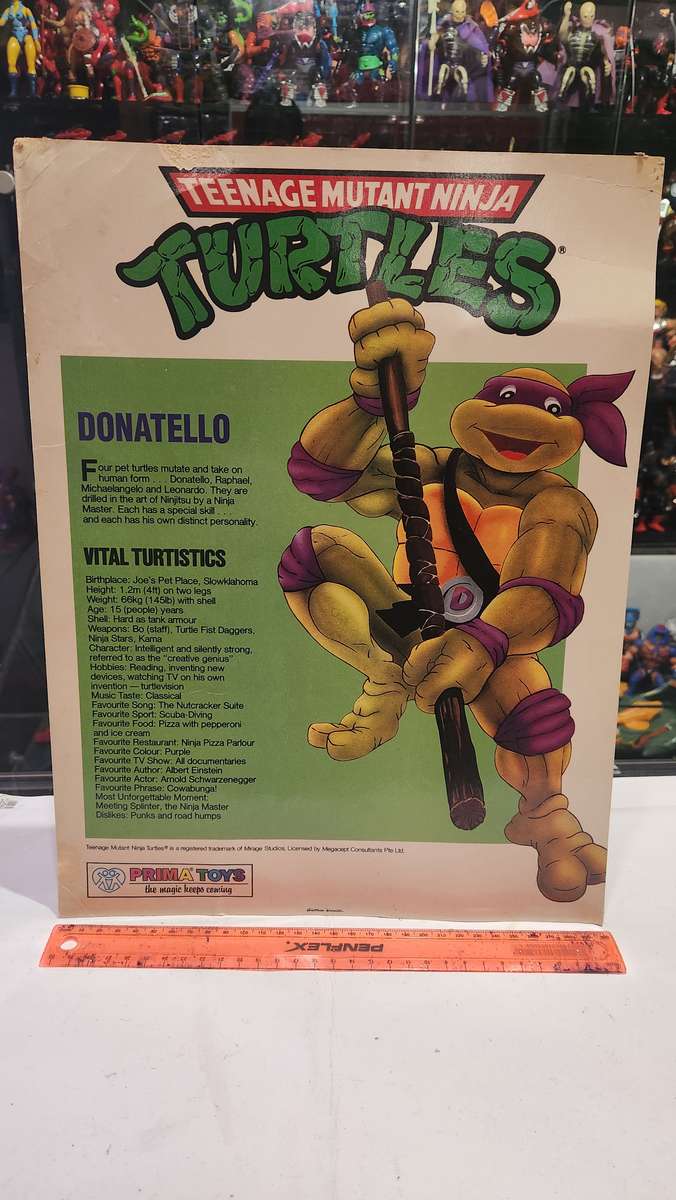 TEENAGE MUTANT NINJA
TURTLES®
DONATELLO
Four pet turtles mutate and take on
human form . . . Donatello, Raphael,
Michaelangelo and Leonardo. They are
drilled in the art of Ninjitsu by a Ninja
Master. Each has a special skill . . .
and each has his own distinct personality.
VITAL TURTISTICS
Birthplace: Joe's Pet Place, Slowklahoma
Height: 1.2m (4ft) on two legs
Weight: 66kg (145lb) with shell
Age: 15 (people) years
Shell: Hard as tank armour
Weapons: Bo (staff), Turtle Fist Daggers,
Ninja Stars, Kama
Character: Intelligent and silently strong,
referred to as the "creative genius"
Hobbies: Reading, inventing new
devices, watching TV on his own
invention — turtlevision
Music Taste: Classical
Favourite Song: The Nutcracker Suite
Favourite Sport: Scuba-Diving
Favourite Food: Pizza with pepperoni
and ice cream
Favourite Restaurant: Ninja Pizza Parlour
Favourite Colour: Purple
Favourite TV Show: All documentaries
Favourite Author: Albert Einstein
Favourite Actor: Arnold Schwarzenegger
Favourite Phrase: Cowabunga!
Most Unforgettable Moment:
Meeting Splinter, the Ninja Master
Dislikes: Punks and road humps
D
Teenage Mutant Ninja Turtles® is a registered trademark of Mirage Studios, Licensed by Megacept Consultants Pte Ltd.
PRIMA TOYS
the magic keeps coming
PENFLEX